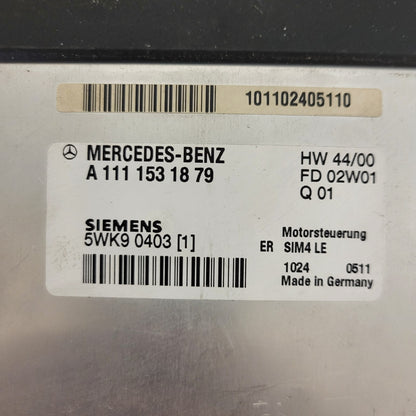 101102405110
MERCEDES-BENZ
A 111 153 18 79
HW 44/00
FD 02W01
Q 01
SIEMENS
5WK9 0403 [1]
Motorsteuerung
ER SIM4 LE
1024 0511
Made in Germany